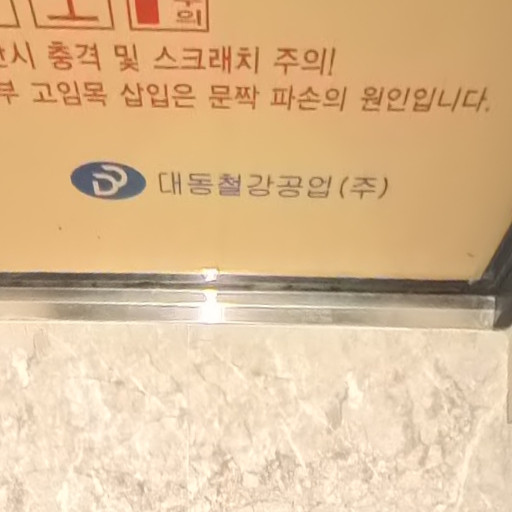 주의
시 충격 및 스크래치 주의!
부 고임목 삽입은 문짝 파손의 원인입니다.
대동철강공업(주)